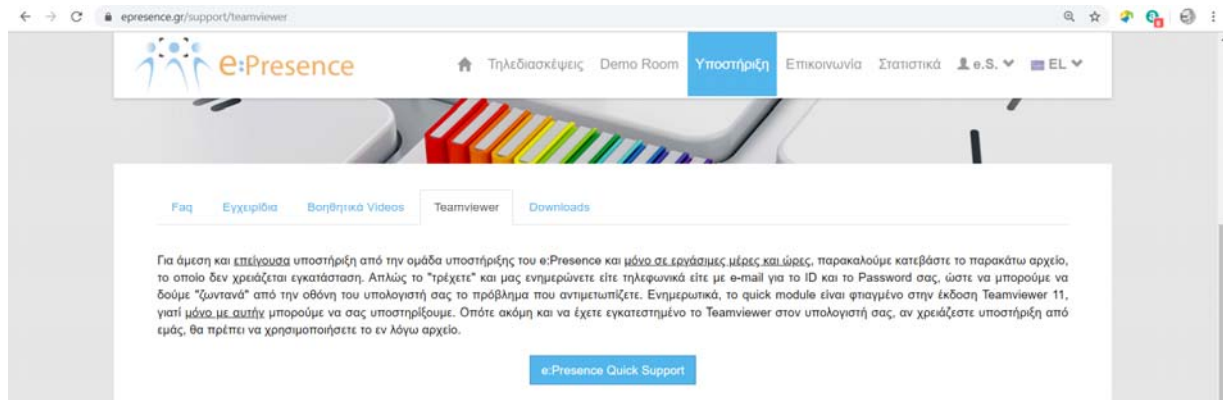 epresence.gr/support/teamviewer
e:Presence
Τηλεδιασκέψεις Demo Room Υποστήριξη Επικοινωνία Στατιστικά e.S. EL
Faq Εγχειρίδια Βοηθητικά Videos Teamviewer Downloads
Για άμεση και επείγουσα υποστήριξη από την ομάδα υποστήριξης του e:Presence και μόνο σε εργάσιμες μέρες και ώρες, παρακαλούμε κατεβάστε το παρακάτω αρχείο,
το οποίο δεν χρειάζεται εγκατάσταση. Απλώς το "τρέχετε" και μας ενημερώνετε είτε τηλεφωνικά είτε με e-mail για το ID και το Password σας, ώστε να μπορούμε να
δούμε "ζωντανά" από την οθόνη του υπολογιστή σας το πρόβλημα που αντιμετωπίζετε. Ενημερωτικά, το quick module είναι φτιαγμένο στην έκδοση Teamviewer 11,
γιατί μόνο με αυτήν μπορούμε να σας υποστηρίξουμε. Οπότε ακόμη και να έχετε εγκατεστημένο το Teamviewer στον υπολογιστή σας, αν χρειάζεστε υποστήριξη από
εμάς, θα πρέπει να χρησιμοποιήσετε το εν λόγω αρχείο.
e:Presence Quick Support